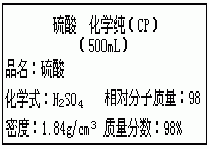 硫酸 化学纯(CP)
(500mL)
品名：硫酸
化学式：H₂SO₄ 相对分子质量：98
密度：1.84g/cm³ 质量分数：98%